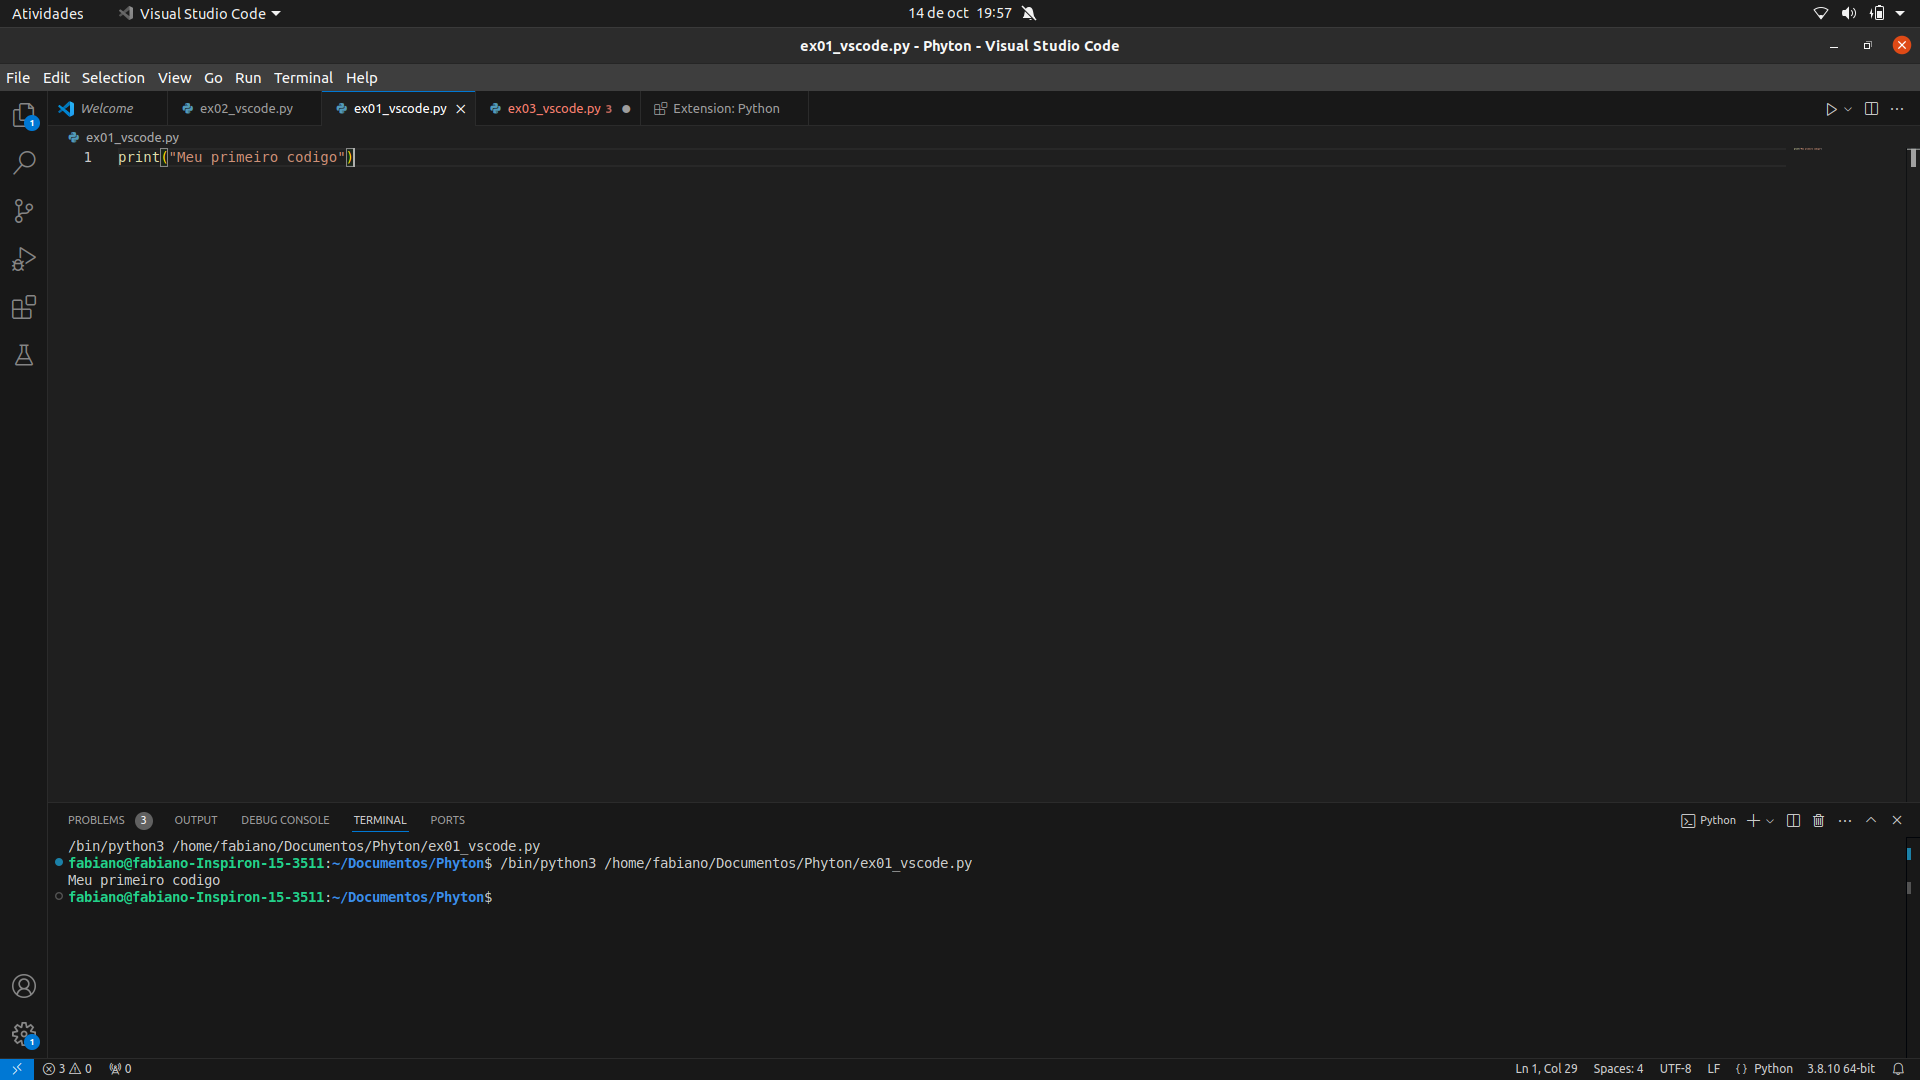 Atividades Visual Studio Code 14 de oct 19:57
ex01_vscode.py - Phyton - Visual Studio Code
File Edit Selection View Go Run Terminal Help
Welcome ex02_vscode.py ex01_vscode.py ex03_vscode.py 3 Extension: Python
1
ex01_vscode.py
1 print("Meu primeiro codigo")
PROBLEMS 3 OUTPUT DEBUG CONSOLE TERMINAL PORTS Python
/bin/python3 /home/fabiano/Documentos/Phyton/ex01_vscode.py
fabiano@fabiano-Inspiron-15-3511:~/Documentos/Phyton$ /bin/python3 /home/fabiano/Documentos/Phyton/ex01_vscode.py
Meu primeiro codigo
fabiano@fabiano-Inspiron-15-3511:~/Documentos/Phyton$
1
3 0 0 Ln 1, Col 29 Spaces: 4 UTF-8 LF {} Python 3.8.10 64-bit